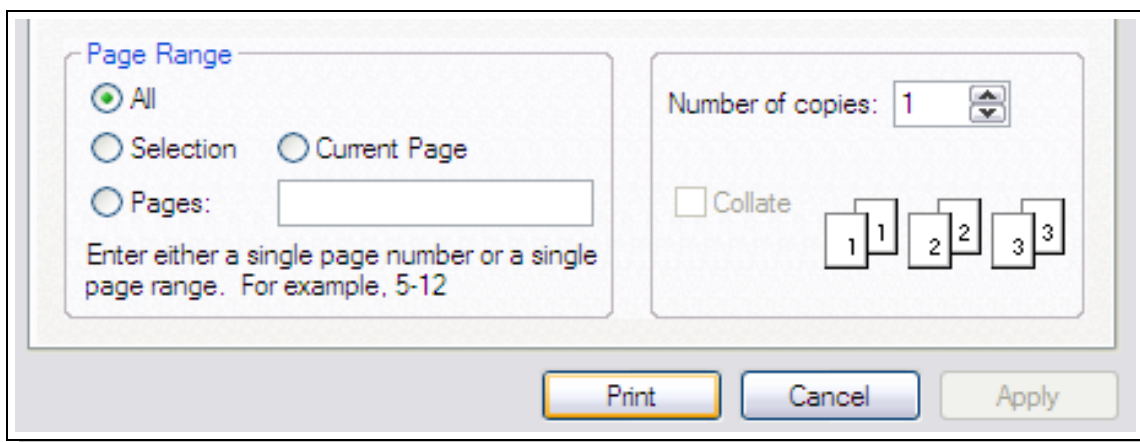 Page Range
All
Selection Current Page
Pages:
Enter either a single page number or a single
page range. For example, 5-12
Number of copies: 1
Collate
1 1 2 2 3 3
Print Cancel Apply